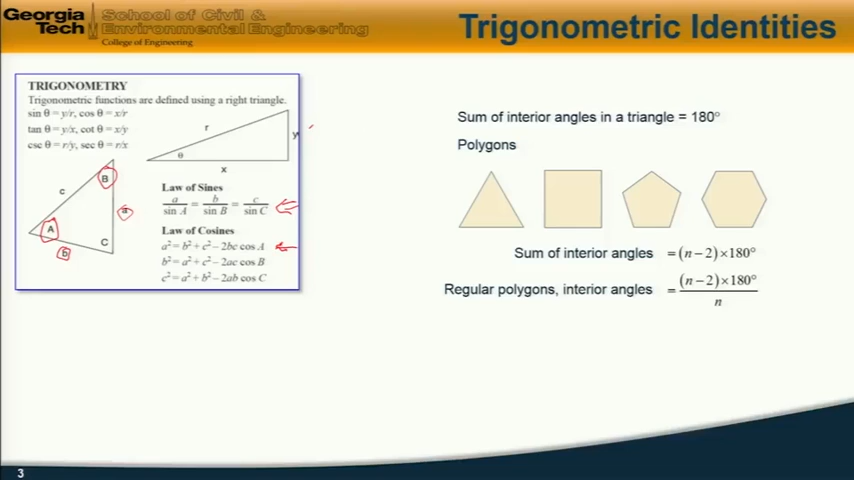 Georgia
Tech
School of Civil &
Environmental Engineering
College of Engineering
Trigonometric Identities
TRIGONOMETRY
Trigonometric functions are defined using a right triangle.
sin θ = y/r, cos θ = x/r
tan θ = y/x, cot θ = x/y
csc θ = r/y, sec θ = r/x
r
y
θ
x
B
c
a
A
b
C
Law of Sines
a/sin A = b/sin B = c/sin C
Law of Cosines
a² = b² + c² – 2bc cos A
b² = a² + c² – 2ac cos B
c² = a² + b² – 2ab cos C
Sum of interior angles in a triangle = 180°
Polygons
Sum of interior angles = (n−2)×180°
Regular polygons, interior angles = (n−2)×180°/n
3